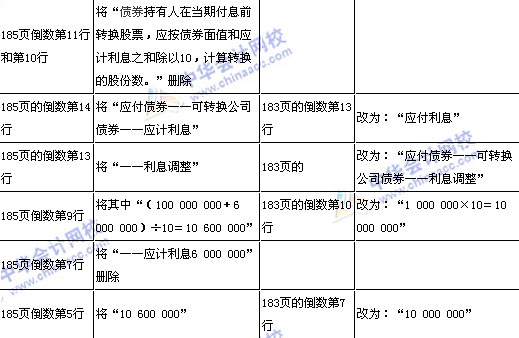 185页倒数第11行
和第10行
将“债券持有人在当期付息前
转换股票，应按债券面值和应
计利息之和除以10，计算转换
的股份数。”删除
185页的倒数第14
行
将“应付债券——可转换公司
债券——应计利息”
183页的倒数第13
行
改为：“应付利息”
185页的倒数第13
行
将“——利息调整”
183页的
改为：“应付债券——可转换
公司债券——利息调整”
185页倒数第9行
将其中“（100 000 000＋6
000 000）÷10＝10 600 000”
183页的倒数第10
行
改为：“1 000 000×10＝10
000 000”
185页倒数第7行
将“——应计利息6 000 000”
删除
185页倒数第5行
将“10 600 000”
183页的倒数第7
行
改为：“10 000 000”
中华会计网校
www.chinaacc.com